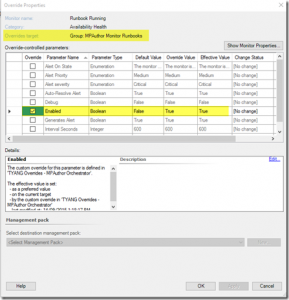 Override Properties
Monitor name: Runbook Running
Category: Availability Health
Overrides target: Group: MPAuthor Monitor Runbooks
Override-controlled parameters:
Show Monitor Properties...
Override Parameter Name Parameter Type Default Value Override Value Effective Value Change Status
Alert On State Enumeration The monitor The monitor The monitor [No change]
Alert Priority Enumeration Medium Medium Medium [No change]
Alert severity Enumeration Critical Critical Critical [No change]
Auto-Resolve Alert Boolean True True True [No change]
Debug Boolean False False False [No change]
Enabled Boolean False True True [No change]
Generates Alert Boolean True True True [No change]
Interval Seconds Integer 600 600 600 [No change]
Details:
Enabled
Description
Edit...
The custom override for this parameter is defined in
'TYANG Overrides - MPAuthor Orchestrator'.
The effective value is set:
- as a preferred value
- on the current target
- by the custom override in 'TYANG Overrides -
MPAuthor Orchestrator'
Management pack
Select destination management pack:
<Select Management Pack>
Help
OK
Apply
Cancel